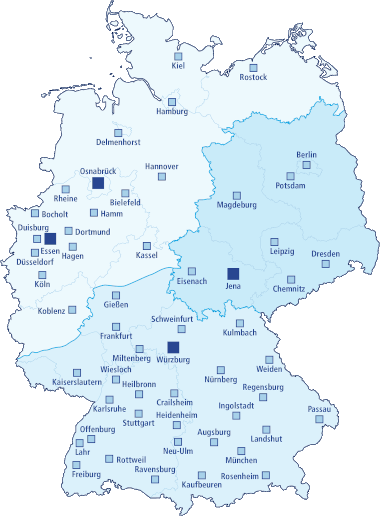 Kiel
Rostock
Hamburg
Delmenhorst
Berlin
Osnabrück
Hannover
Potsdam
Rheine
Bielefeld
Magdeburg
Bocholt
Hamm
Duisburg
Dortmund
Essen
Hagen
Kassel
Leipzig
Dresden
Düsseldorf
Köln
Eisenach
Jena
Chemnitz
Gießen
Koblenz
Schweinfurt
Frankfurt
Kulmbach
Miltenberg
Würzburg
Wiesloch
Weiden
Kaiserslautern
Heilbronn
Nürnberg
Regensburg
Karlsruhe
Crailsheim
Ingolstadt
Passau
Stuttgart
Heidenheim
Offenburg
Augsburg
Landshut
Lahr
Neu-Ulm
Rottweil
München
Freiburg
Ravensburg
Kaufbeuren
Rosenheim